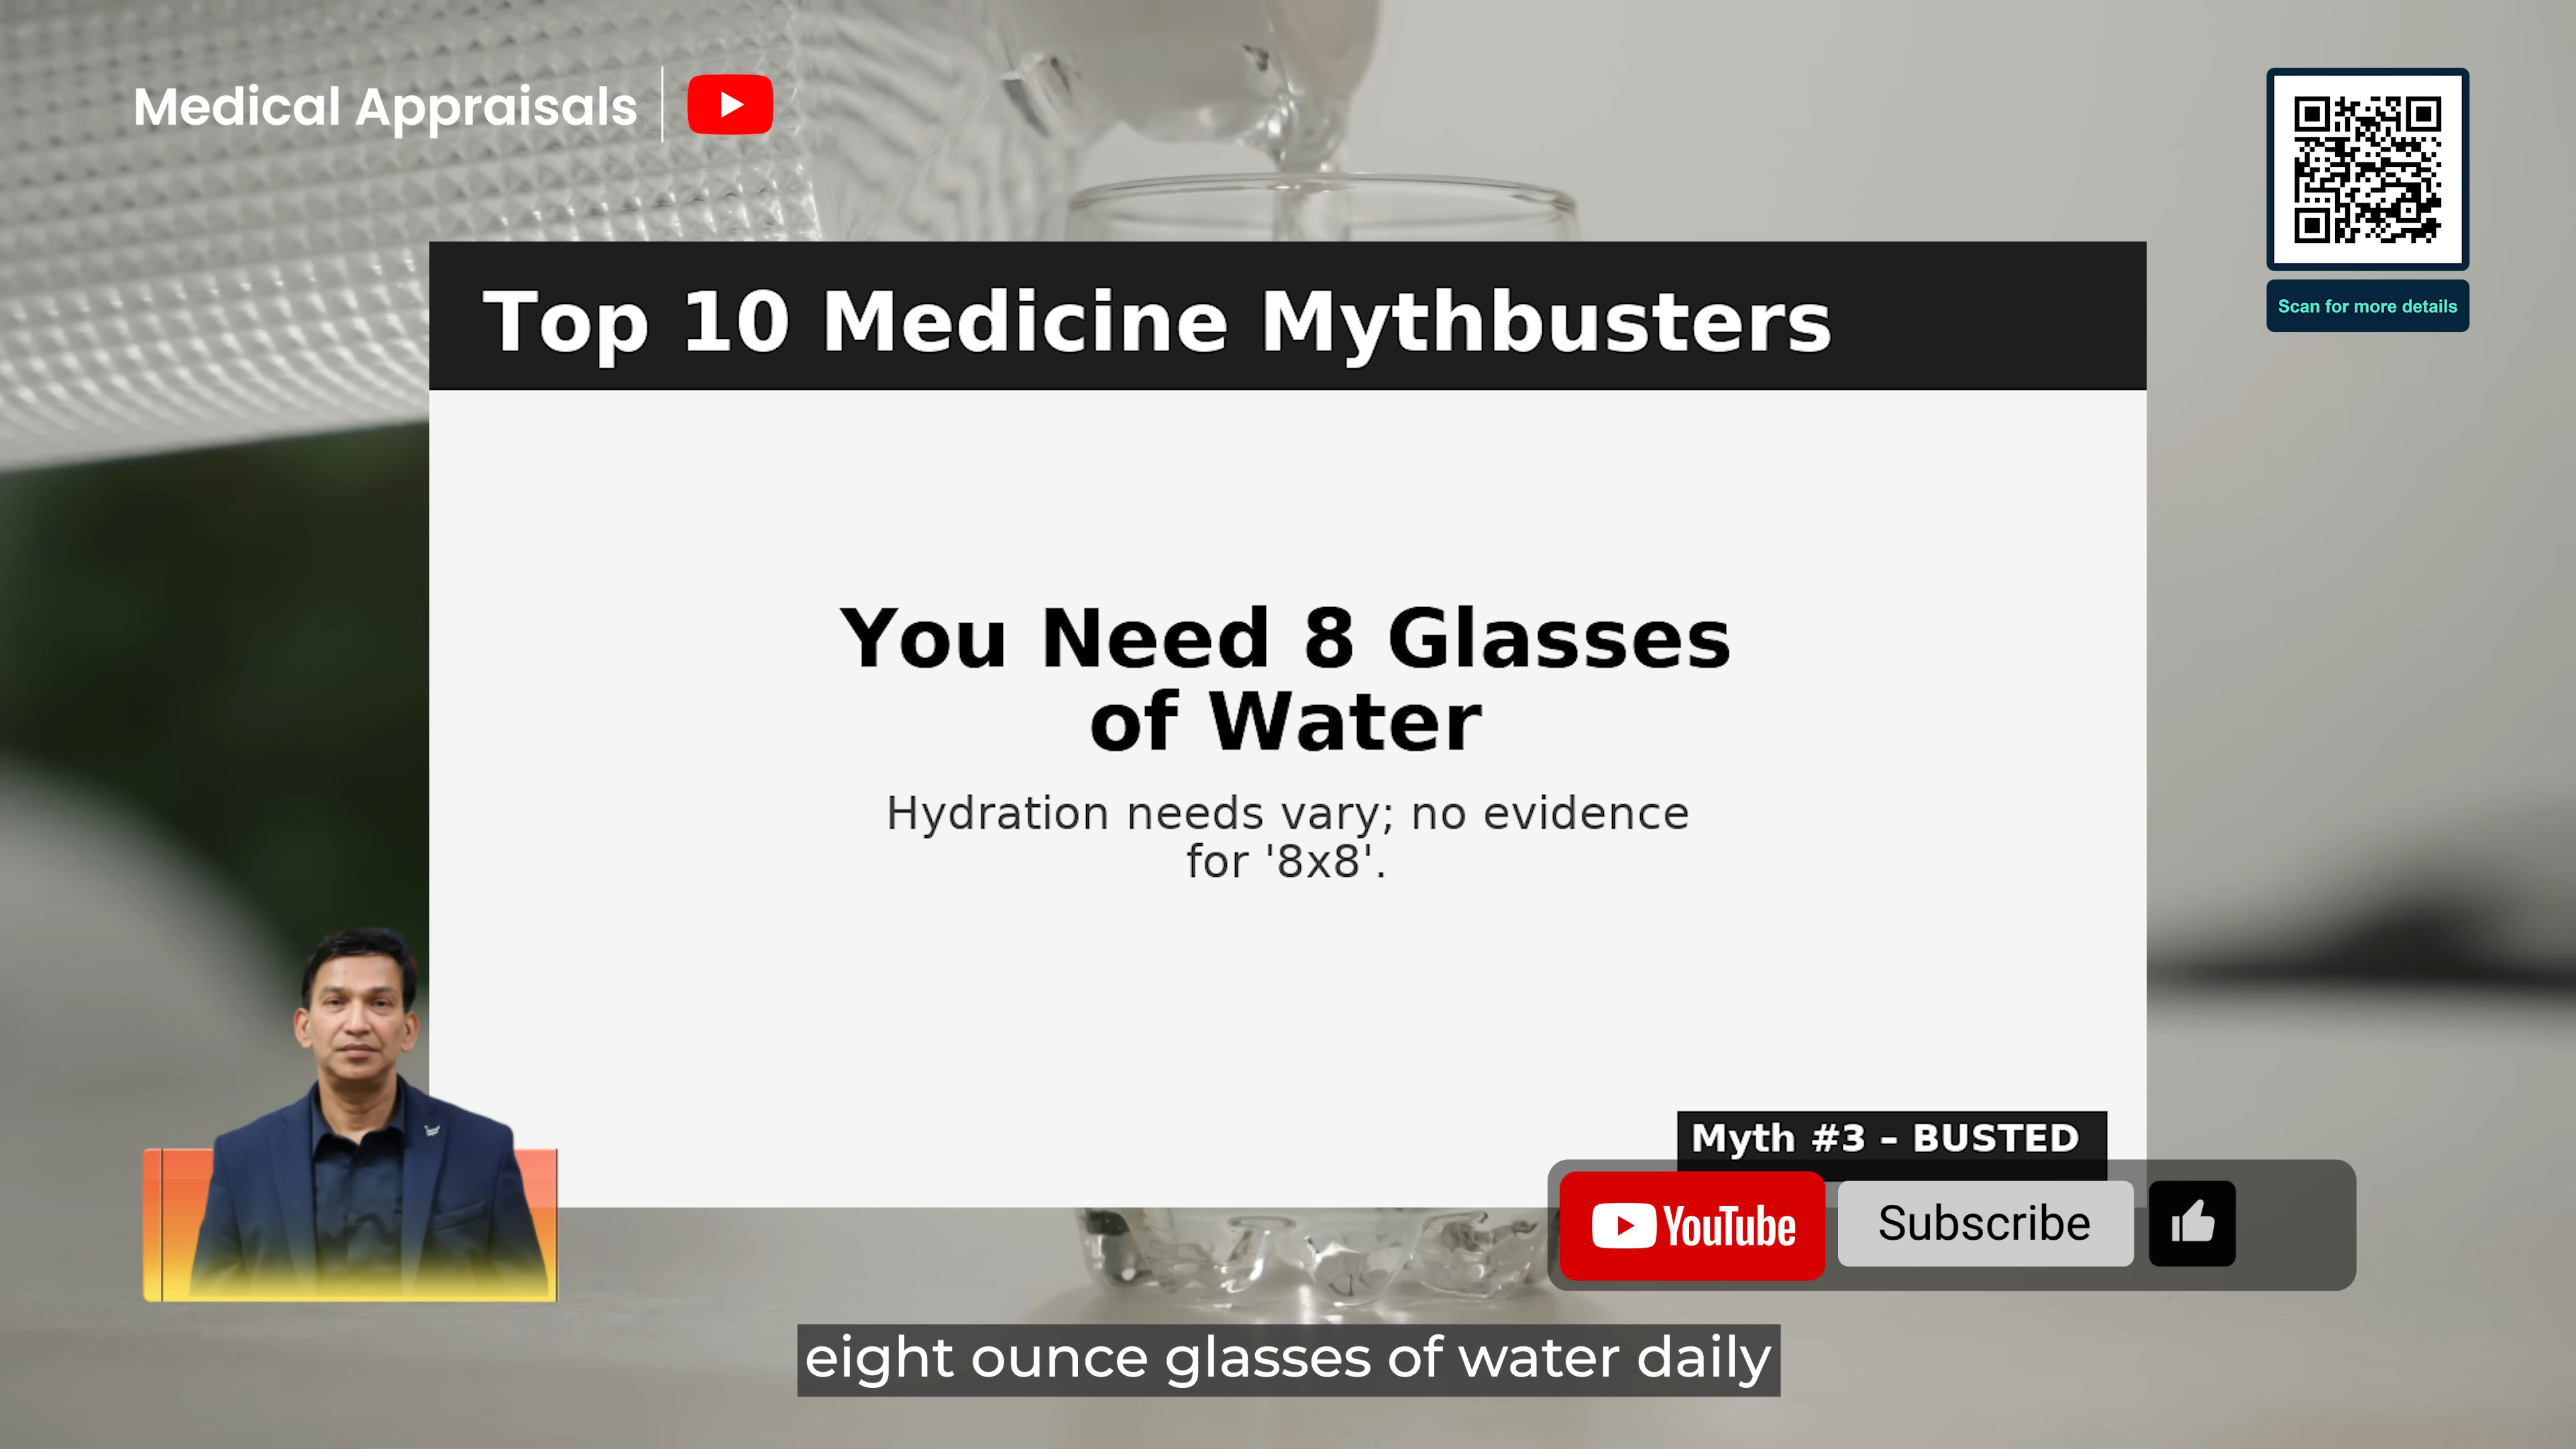 Medical Appraisals
Scan for more details
Top 10 Medicine Mythbusters
You Need 8 Glasses
of Water
Hydration needs vary; no evidence
for '8x8'.
Myth #3 – BUSTED
YouTube
Subscribe
eight ounce glasses of water daily